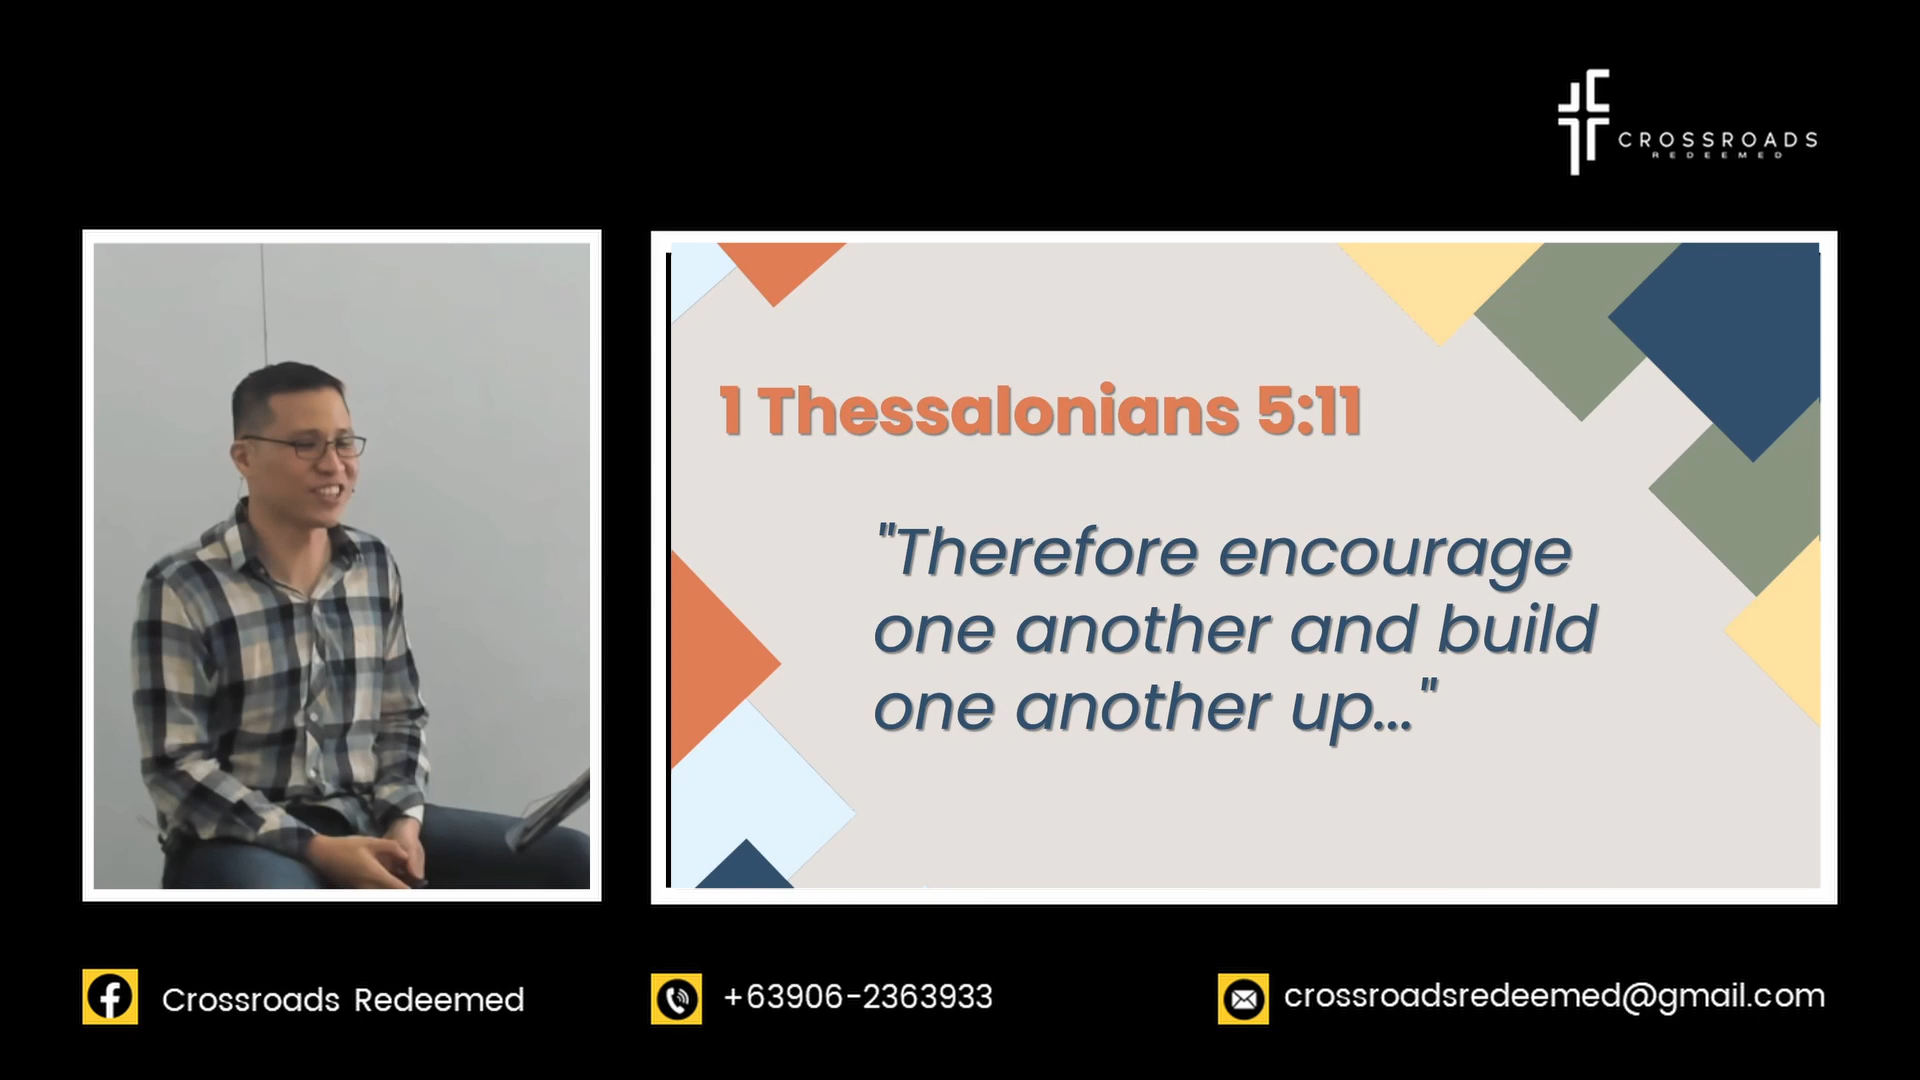 CROSSROADS
REDEEMED
1 Thessalonians 5:11
"Therefore encourage
one another and build
one another up..."
Crossroads Redeemed
+63906-2363933
crossroadsredeemed@gmail.com